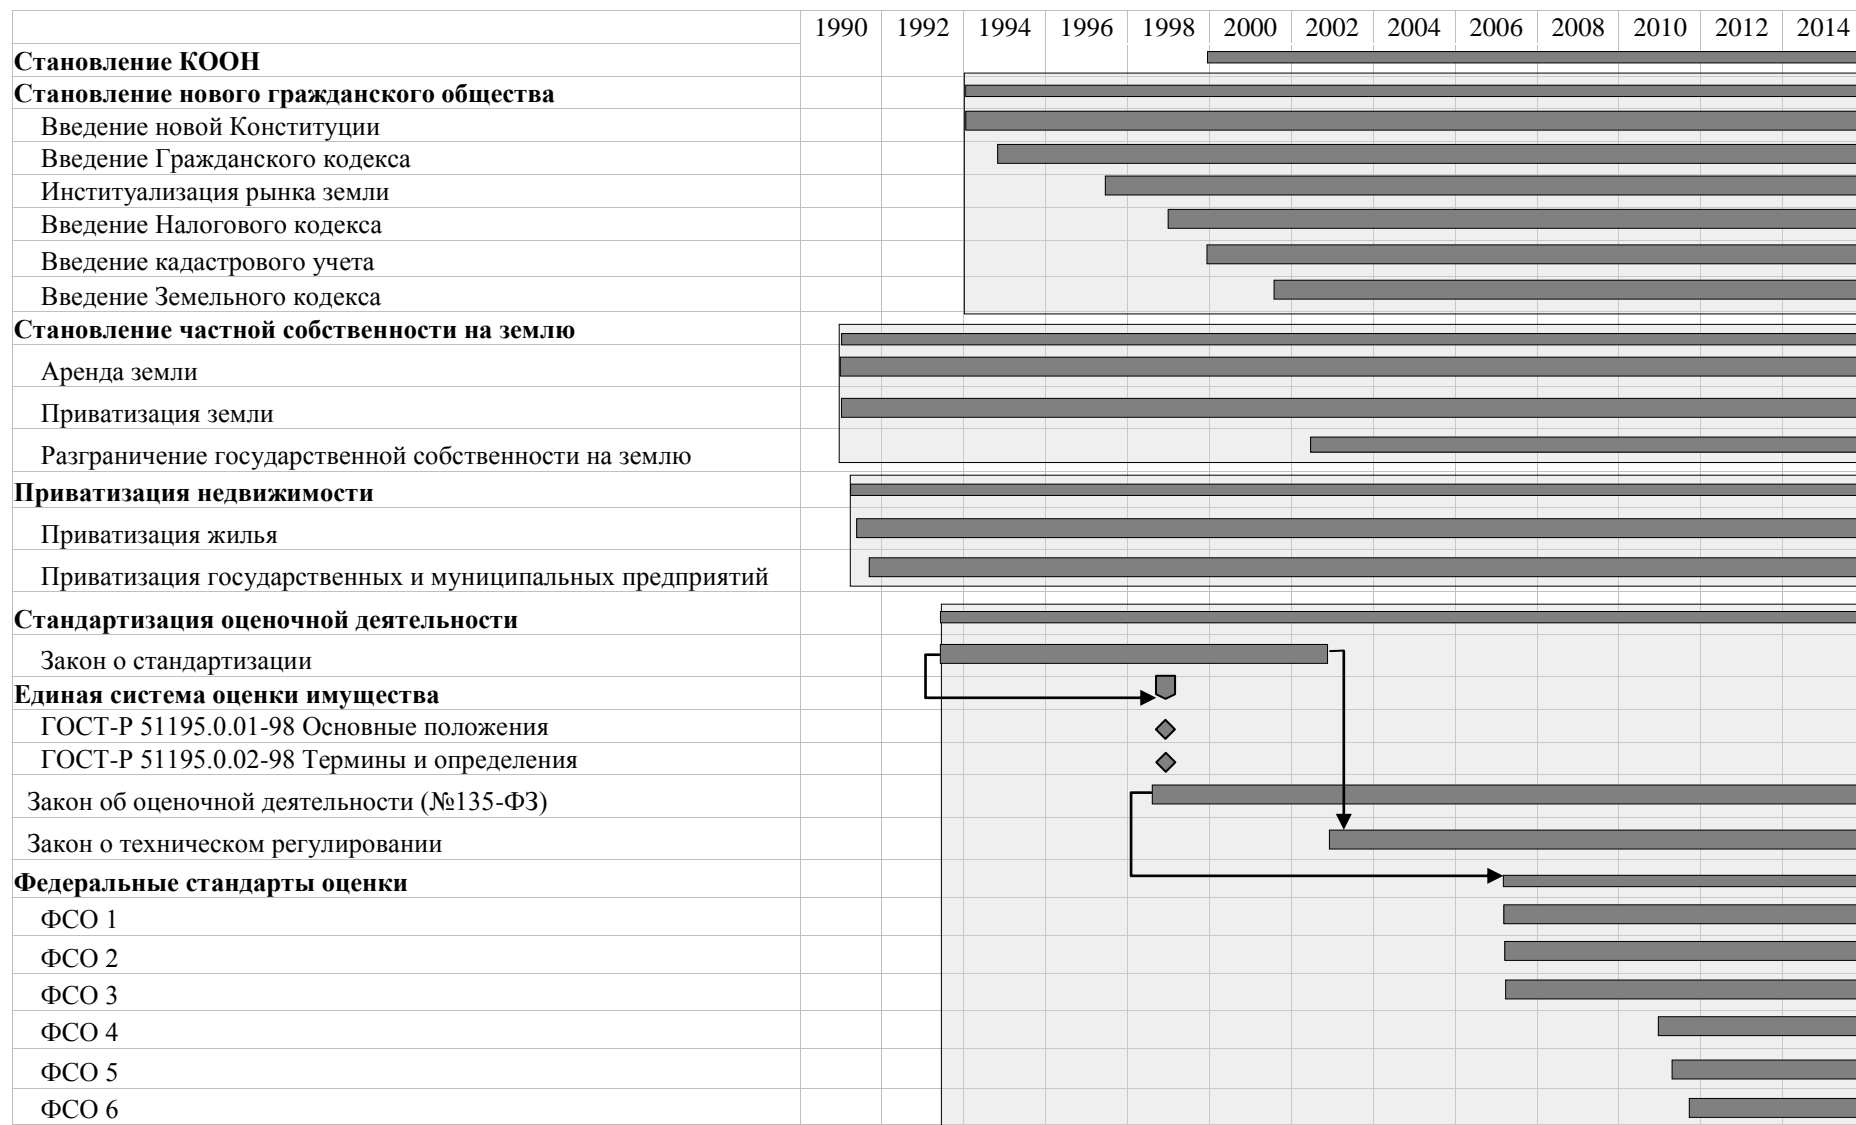 1990 1992 1994 1996 1998 2000 2002 2004 2006 2008 2010 2012 2014
Становление КООН
Становление нового гражданского общества
Введение новой Конституции
Введение Гражданского кодекса
Институализация рынка земли
Введение Налогового кодекса
Введение кадастрового учета
Введение Земельного кодекса
Становление частной собственности на землю
Аренда земли
Приватизация земли
Разграничение государственной собственности на землю
Приватизация недвижимости
Приватизация жилья
Приватизация государственных и муниципальных предприятий
Стандартизация оценочной деятельности
Закон о стандартизации
Единая система оценки имущества
ГОСТ-Р 51195.0.01-98 Основные положения
ГОСТ-Р 51195.0.02-98 Термины и определения
Закон об оценочной деятельности (№135-ФЗ)
Закон о техническом регулировании
Федеральные стандарты оценки
ФСО 1
ФСО 2
ФСО 3
ФСО 4
ФСО 5
ФСО 6